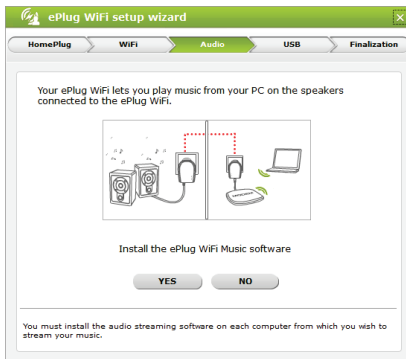 ePlug WiFi setup wizard
HomePlug WiFi Audio USB Finalization
Your ePlug WiFi lets you play music from your PC on the speakers
connected to the ePlug WiFi.
Install the ePlug WiFi Music software
YES NO
You must install the audio streaming software on each computer from which you wish to
stream your music.